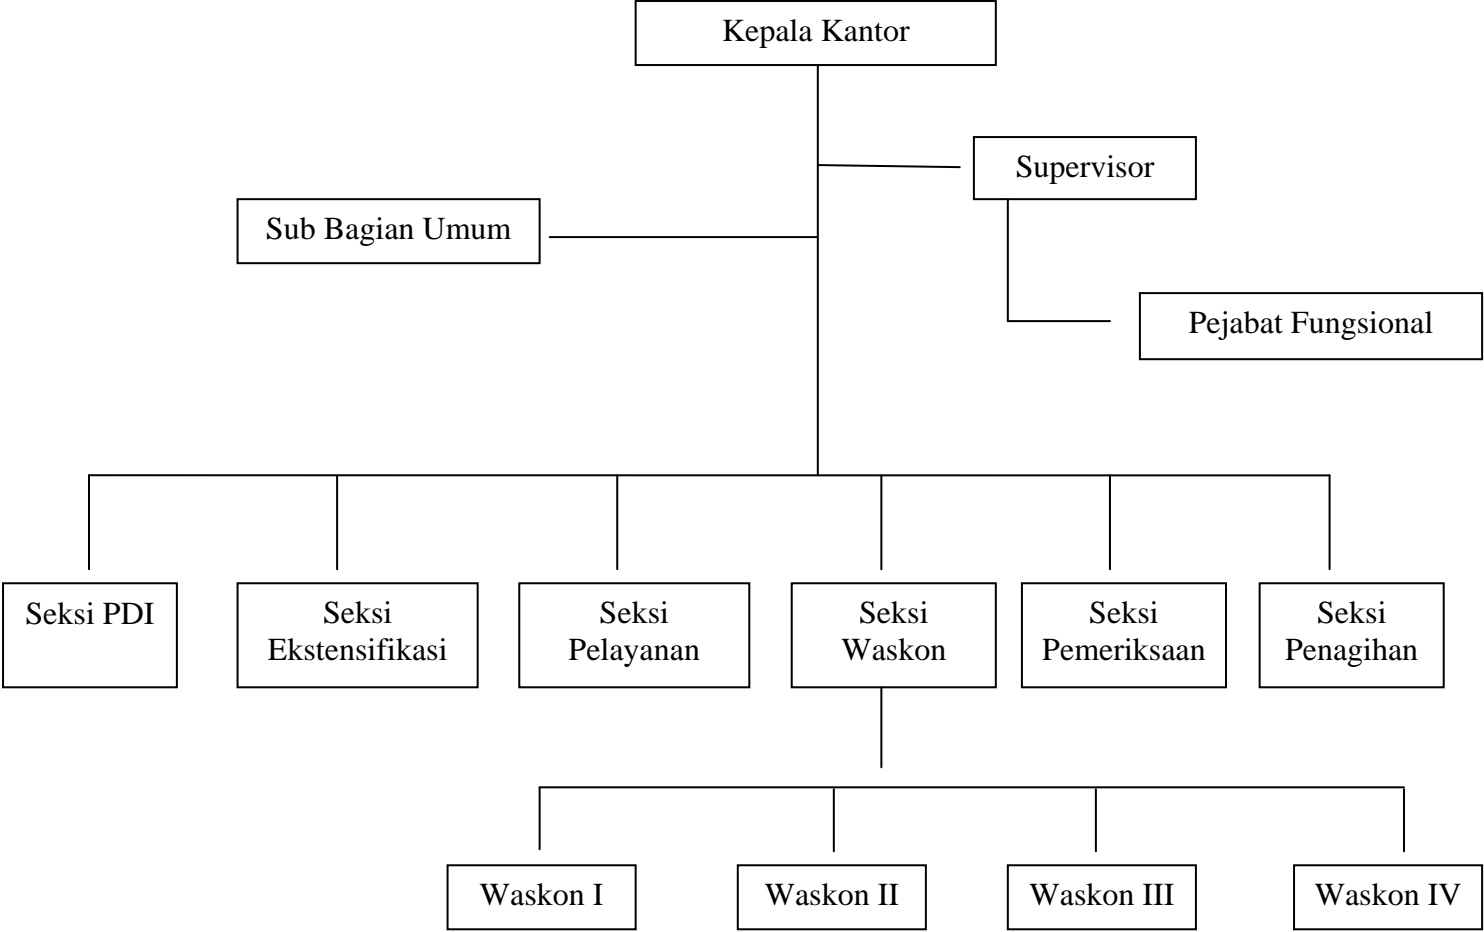 Kepala Kantor
Supervisor
Sub Bagian Umum
Pejabat Fungsional
Seksi PDI
Seksi
Ekstensifikasi
Seksi
Pelayanan
Seksi
Waskon
Seksi
Pemeriksaan
Seksi
Penagihan
Waskon I
Waskon II
Waskon III
Waskon IV